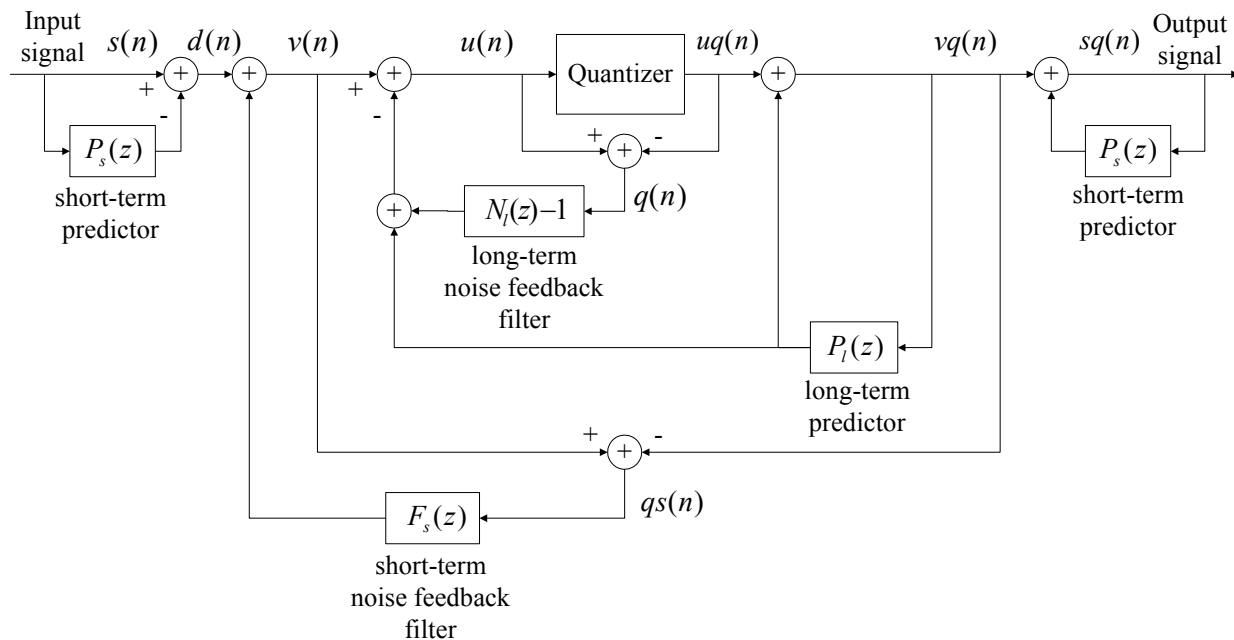 Input
signal
s(n)
d(n)
v(n)
u(n)
uq(n)
vq(n)
sq(n)
Output
signal
+
+
+
+
Quantizer
+
+
+
-
-
+
-
+
P_s(z)
short-term
predictor
P_s(z)
short-term
predictor
+
N_l(z)−1
q(n)
long-term
noise feedback
filter
P_l(z)
long-term
predictor
+
-
+
F_s(z)
qs(n)
short-term
noise feedback
filter